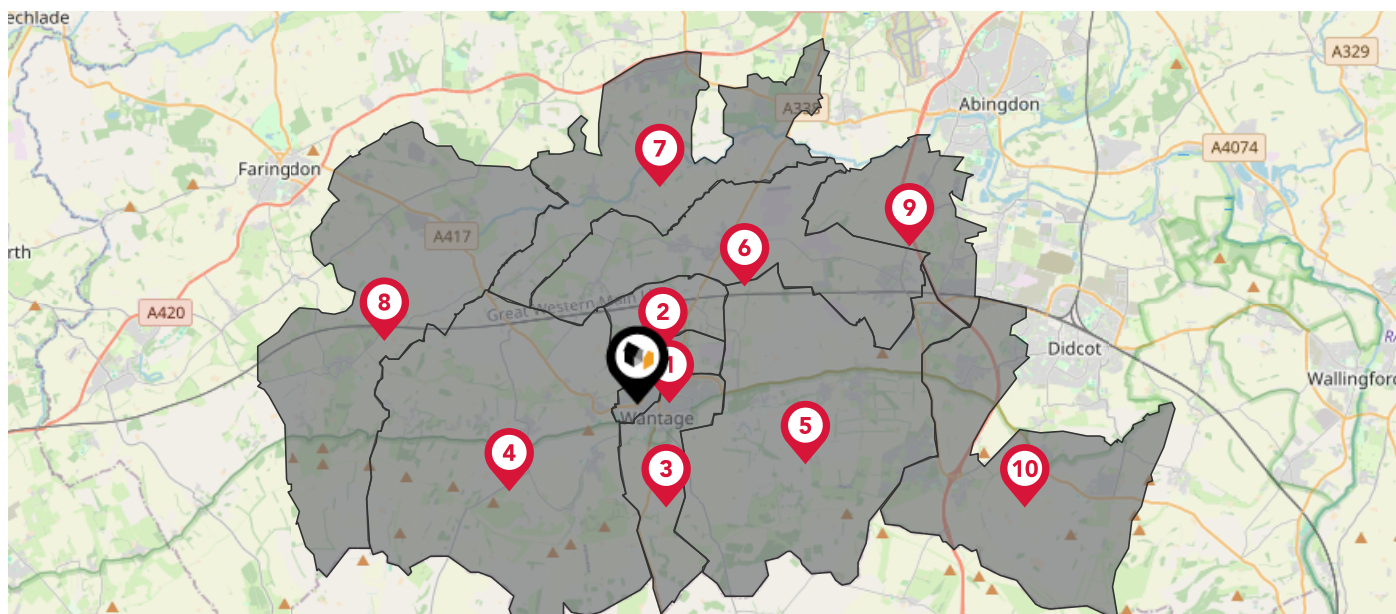 echlade
A329
A338
Abingdon
7
A4074
Faringdon
9
A417
6
rth
8
Great Western Main
2
A420
Didcot
1
Wallingford
Wantage
5
4
3
10